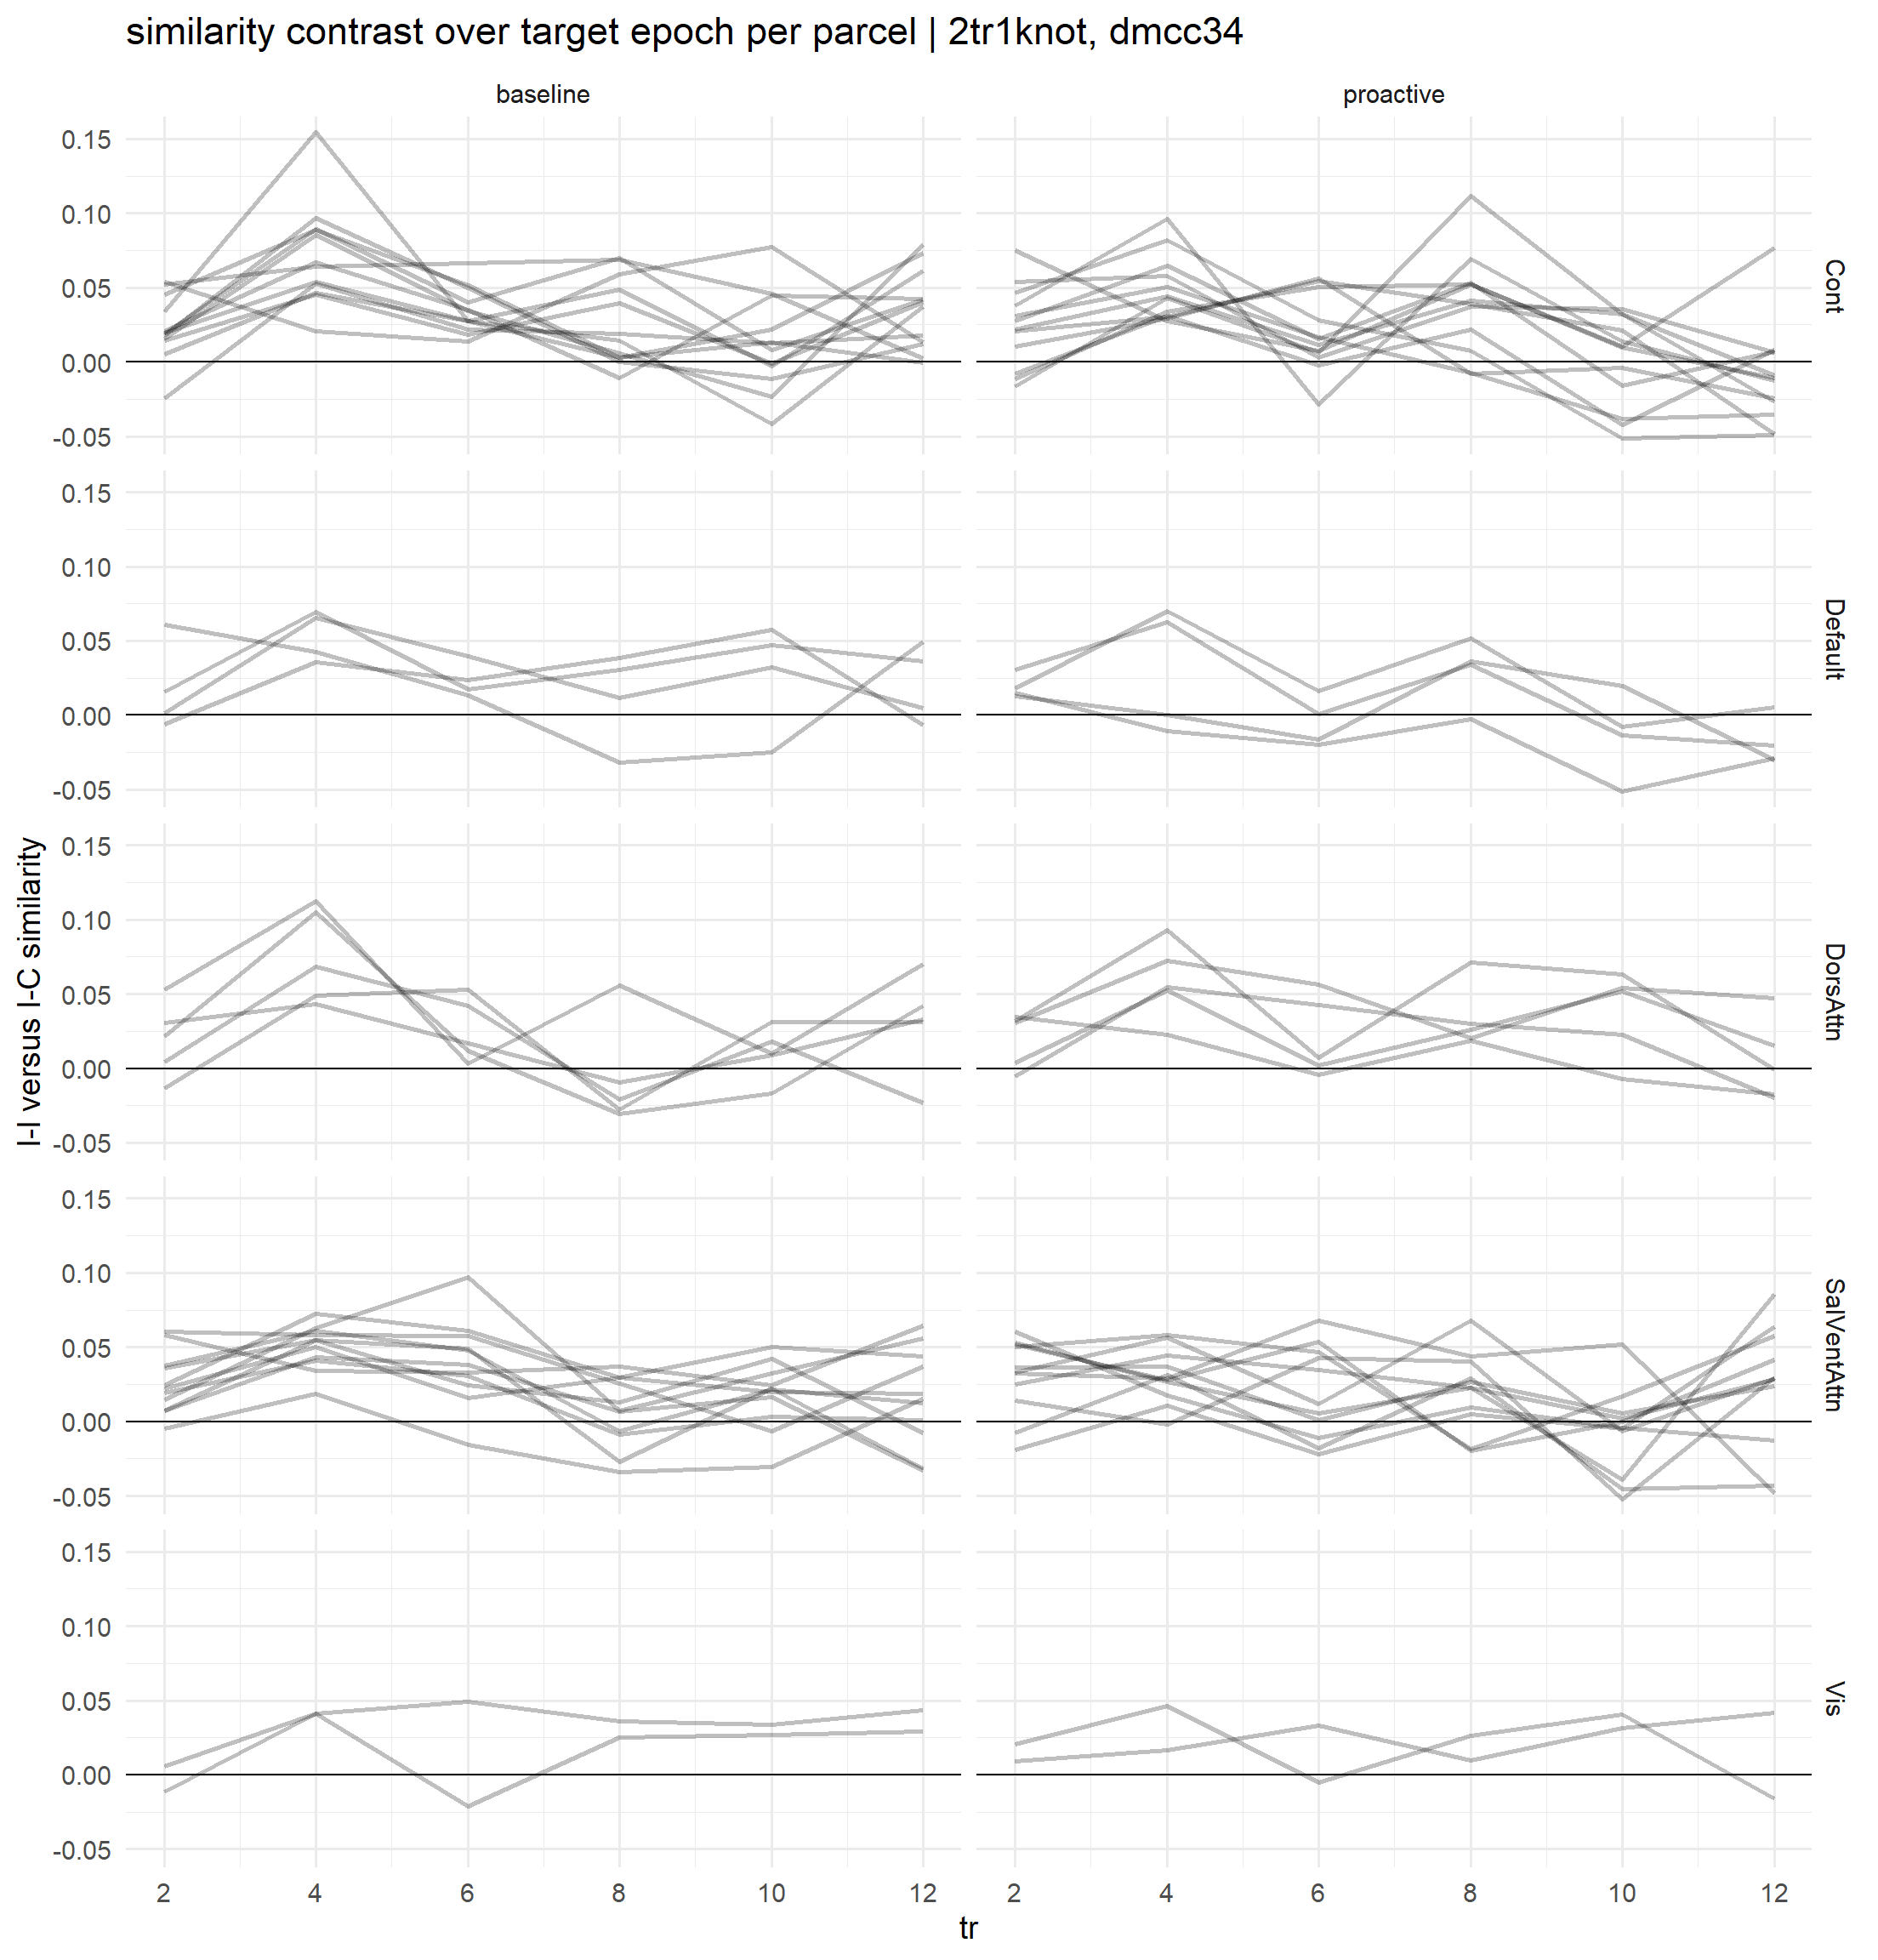 similarity contrast over target epoch per parcel | 2tr1knot, dmcc34
baseline
proactive
0.15
0.10
0.05
0.00
-0.05
Cont
0.15
0.10
0.05
0.00
-0.05
Default
0.15
0.10
0.05
0.00
-0.05
DorsAttn
0.15
0.10
0.05
0.00
-0.05
SalVentAttn
0.15
0.10
0.05
0.00
-0.05
Vis
I-I versus I-C similarity
2 4 6 8 10 12
2 4 6 8 10 12
tr